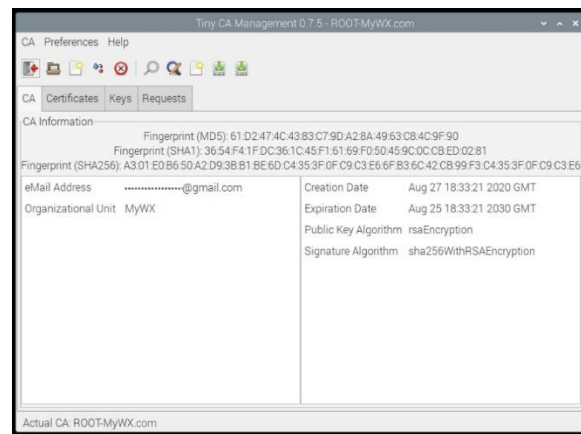 Tiny CA Management 0.7.5 - ROOT-MyWX.com
CA Preferences Help
CA Certificates Keys Requests
CA Information
Fingerprint (MD5): 61:D2:47:4C:43:83:C7:9D:A2:8A:49:63:C8:4C:9F:90
Fingerprint (SHA1): 36:54:F4:1F:DC:36:1C:45:F1:61:69:F0:50:45:9C:0C:CB:ED:02:81
Fingerprint (SHA256): A3:01:E0:B6:50:A2:D9:3B:B1:BE:6D:C4:35:3F:0F:C9:C3:E6:6F:B3:6C:42:CB:99:F3:C4:35:3F:0F:C9:C3:E6
eMail Address ·················@gmail.com
Organizational Unit MyWX
Creation Date Aug 27 18:33:21 2020 GMT
Expiration Date Aug 25 18:33:21 2030 GMT
Public Key Algorithm rsaEncryption
Signature Algorithm sha256WithRSAEncryption
Actual CA: ROOT-MyWX.com